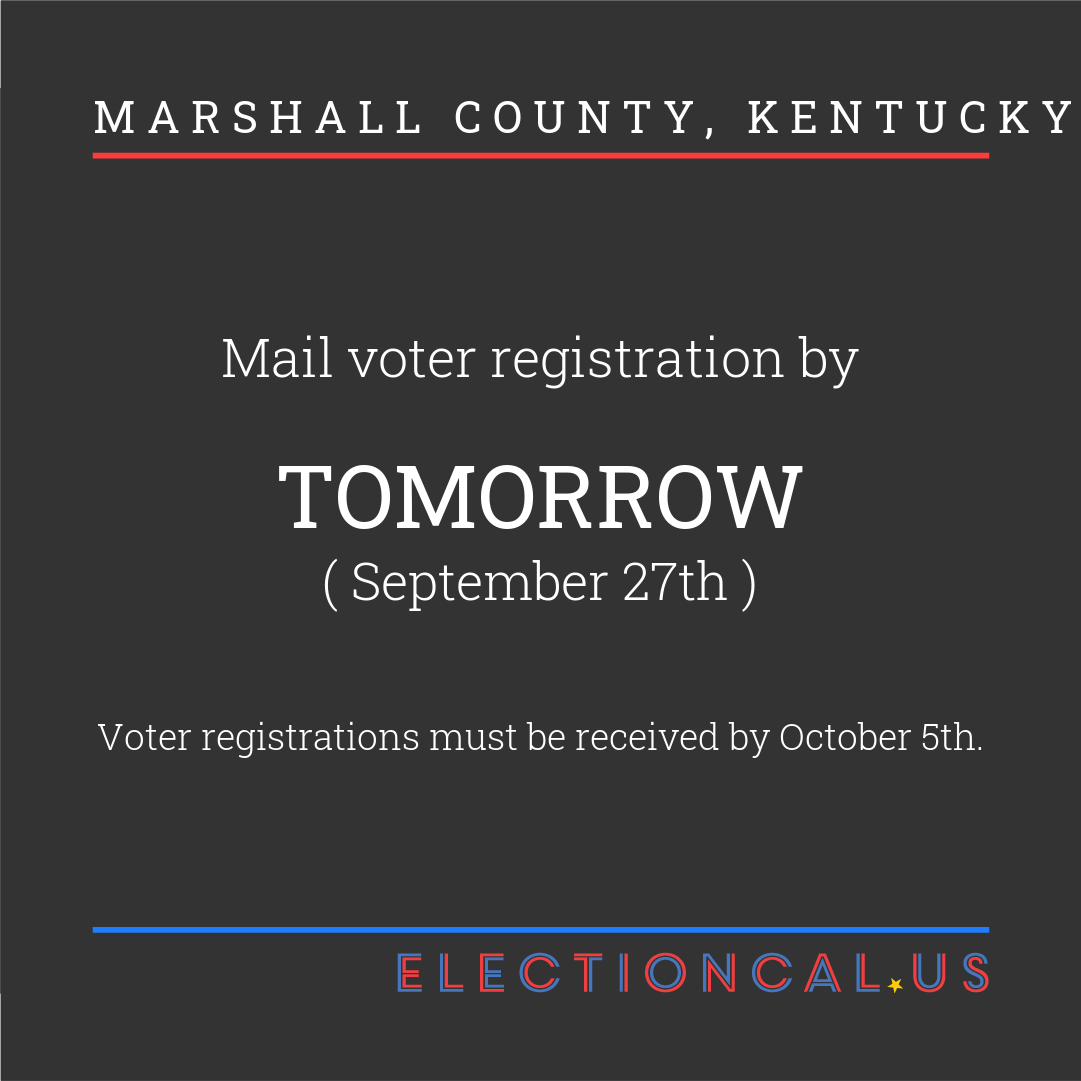 MARSHALL COUNTY, KENTUCKY
Mail voter registration by
TOMORROW
( September 27th )
Voter registrations must be received by October 5th.
ELECTIONCAL.US